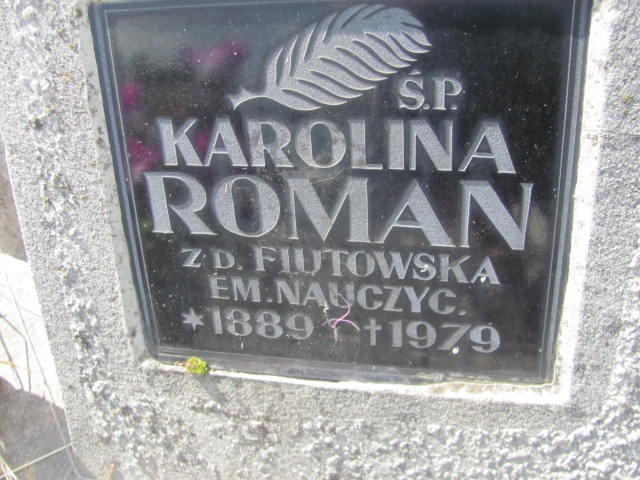 Ś.P.
KAROLINA
ROMAN
Z D. FIUTOWSKA
EM. NAUCZYC.
*1889 †1979